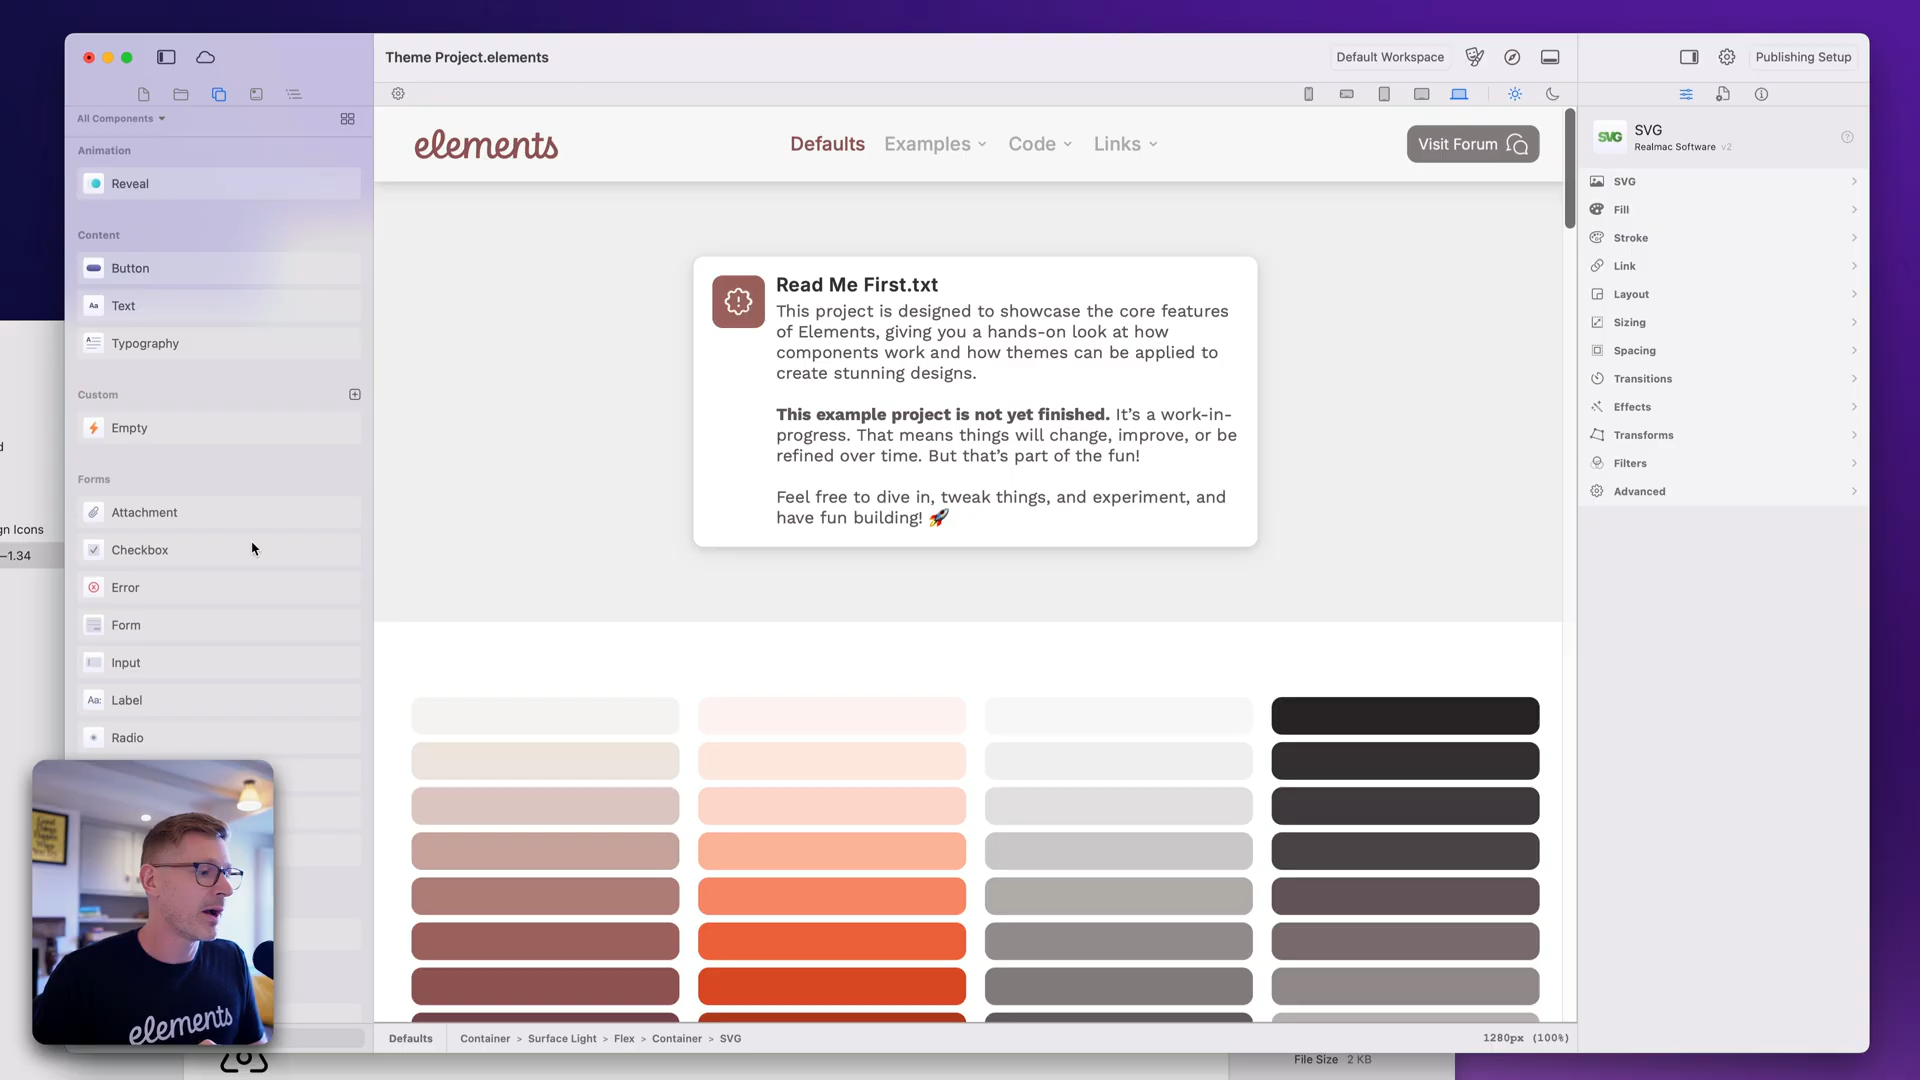 Theme Project.elements
Default Workspace
Publishing Setup
All Components
Animation
Reveal
Content
Button
Aa Text
Typography
Custom
Empty
Forms
Attachment
Checkbox
Error
Form
Input
Aa: Label
Radio
d
gn Icons
–1.34
elements
Defaults
Examples
Code
Links
Visit Forum
Read Me First.txt
This project is designed to showcase the core features
of Elements, giving you a hands-on look at how
components work and how themes can be applied to
create stunning designs.
This example project is not yet finished. It’s a work-in-
progress. That means things will change, improve, or be
refined over time. But that’s part of the fun!
Feel free to dive in, tweak things, and experiment, and
have fun building! 🚀
SVG
SVG
Realmac Software v2
SVG
Fill
Stroke
Link
Layout
Sizing
Spacing
Transitions
Effects
Transforms
Filters
Advanced
elements
Defaults
Container > Surface Light > Flex > Container > SVG
1280px (100%)
File Size 2 KB